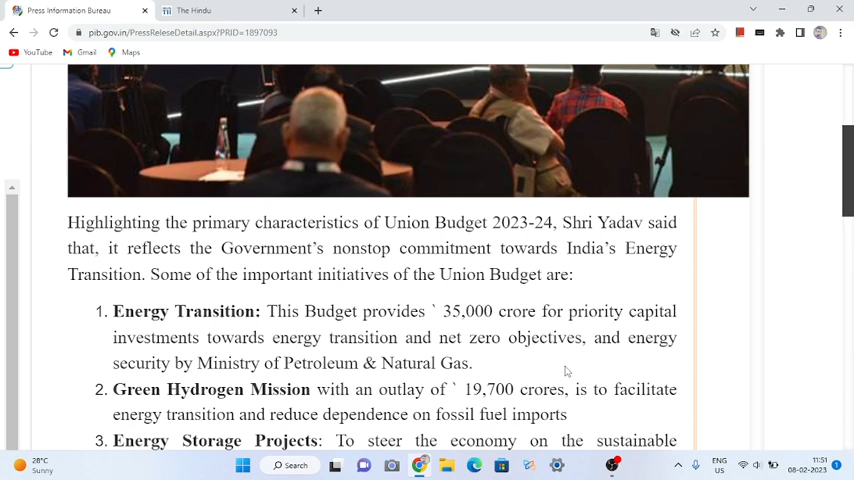 Press Information Bureau
The Hindu
pib.gov.in/PressReleseDetail.aspx?PRID=1897093
YouTube Gmail Maps
Highlighting the primary characteristics of Union Budget 2023-24, Shri Yadav said
that, it reflects the Government's nonstop commitment towards India's Energy
Transition. Some of the important initiatives of the Union Budget are:
1. Energy Transition: This Budget provides ` 35,000 crore for priority capital
investments towards energy transition and net zero objectives, and energy
security by Ministry of Petroleum & Natural Gas.
2. Green Hydrogen Mission with an outlay of ` 19,700 crores, is to facilitate
energy transition and reduce dependence on fossil fuel imports
3. Energy Storage Projects: To steer the economy on the sustainable
28°C
Sunny
Search
ENG
US
11:51
08-02-2023
1